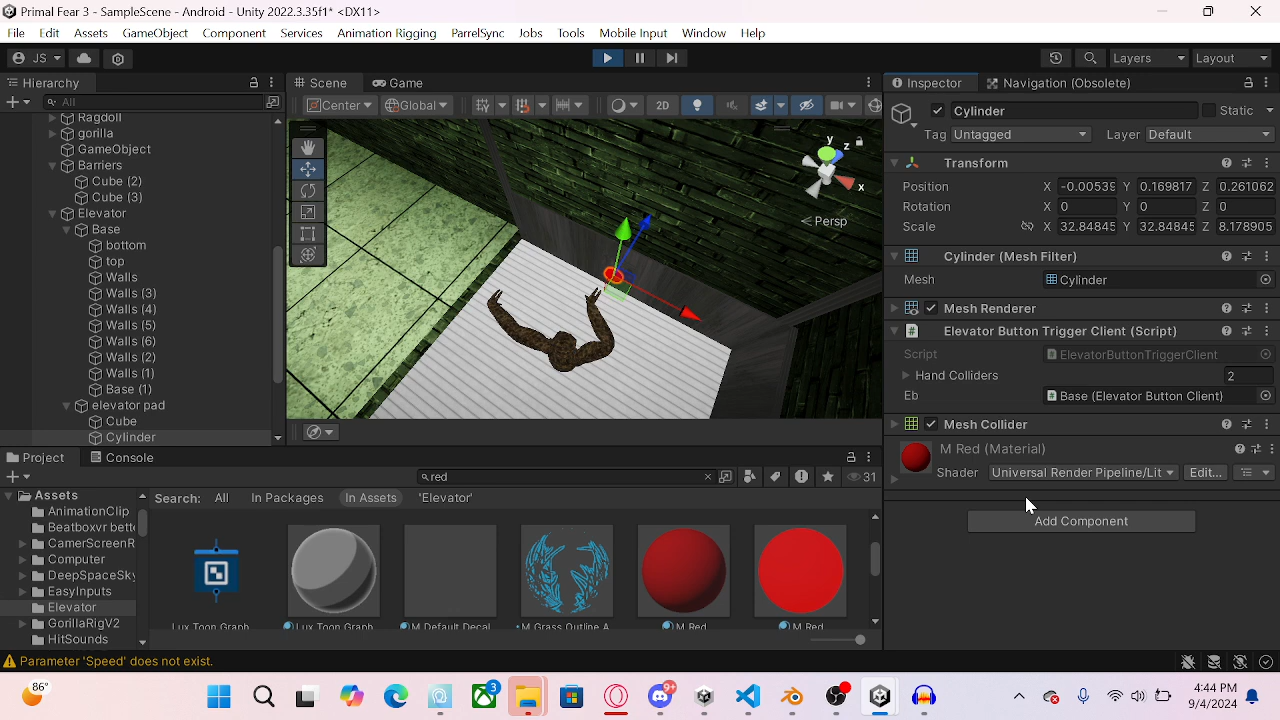 Primal Fear 3 - SampleScene - Android - Unity 2022.3.35f1* <DX11>
File Edit Assets GameObject Component Services Animation Rigging ParrelSync Jobs Tools Mobile Input Window Help
JS Layers Layout
Hierarchy
All
Ragdoll
gorilla
GameObject
Barriers
Cube (2)
Cube (3)
Elevator
Base
bottom
top
Walls
Walls (3)
Walls (4)
Walls (5)
Walls (6)
Walls (2)
Walls (1)
Base (1)
elevator pad
Cube
Cylinder
Scene Game
Center Global 2D
y
z
x
Persp
Inspector Navigation (Obsolete)
Cylinder Static
Tag Untagged Layer Default
Transform
Position X -0.00539 Y 0.169817 Z 0.261062
Rotation X 0 Y 0 Z 0
Scale X 32.84845 Y 32.84845 Z 8.178905
Cylinder (Mesh Filter)
Mesh Cylinder
Mesh Renderer
Elevator Button Trigger Client (Script)
Script ElevatorButtonTriggerClient
Hand Colliders 2
Eb Base (Elevator Button Client)
Mesh Collider
M Red (Material)
Shader Universal Render Pipeline/Lit Edit...
Add Component
Project Console
red 31
Assets
AnimationClip
Beatboxvr bett
CamerScreenR
Computer
DeepSpaceSky
EasyInputs
Elevator
GorillaRigV2
HitSounds
Search: All In Packages In Assets 'Elevator'
Lux Toon Graph Lux Toon Graph M Default Decal M Grass Outline A M Red M Red
Parameter 'Speed' does not exist.
86° 3 9+
4:44 PM
9/4/2024